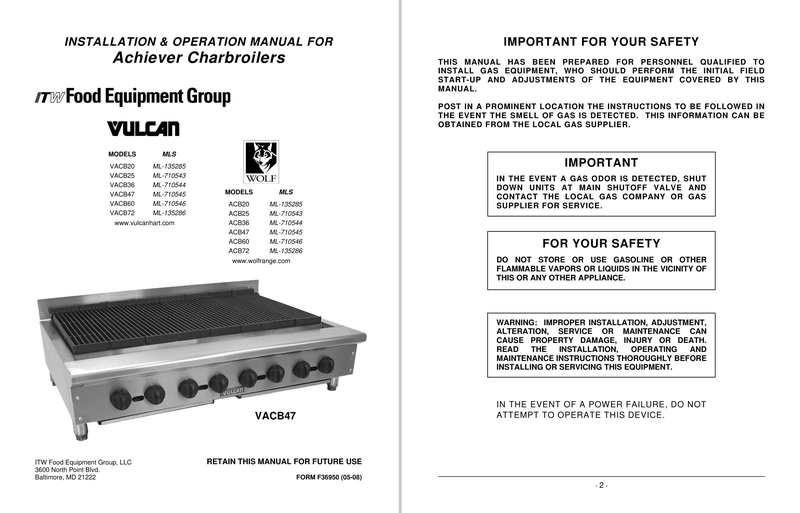 INSTALLATION & OPERATION MANUAL FOR
Achiever Charbroilers
ITW Food Equipment Group
VULCAN
MODELS MLS
VACB20 ML-135285
VACB25 ML-710543
VACB36 ML-710544
VACB47 ML-710545
VACB60 ML-710546
VACB72 ML-135286
www.vulcanhart.com
WOLF
MODELS MLS
ACB20 ML-135285
ACB25 ML-710543
ACB36 ML-710544
ACB47 ML-710545
ACB60 ML-710546
ACB72 ML-135286
www.wolfrange.com
VULCAN
VACB47
ITW Food Equipment Group, LLC
3600 North Point Blvd.
Baltimore, MD 21222
RETAIN THIS MANUAL FOR FUTURE USE
FORM F36950 (05-08)
IMPORTANT FOR YOUR SAFETY
THIS MANUAL HAS BEEN PREPARED FOR PERSONNEL QUALIFIED TO
INSTALL GAS EQUIPMENT, WHO SHOULD PERFORM THE INITIAL FIELD
START-UP AND ADJUSTMENTS OF THE EQUIPMENT COVERED BY THIS
MANUAL.
POST IN A PROMINENT LOCATION THE INSTRUCTIONS TO BE FOLLOWED IN
THE EVENT THE SMELL OF GAS IS DETECTED. THIS INFORMATION CAN BE
OBTAINED FROM THE LOCAL GAS SUPPLIER.
IMPORTANT
IN THE EVENT A GAS ODOR IS DETECTED, SHUT
DOWN UNITS AT MAIN SHUTOFF VALVE AND
CONTACT THE LOCAL GAS COMPANY OR GAS
SUPPLIER FOR SERVICE.
FOR YOUR SAFETY
DO NOT STORE OR USE GASOLINE OR OTHER
FLAMMABLE VAPORS OR LIQUIDS IN THE VICINITY OF
THIS OR ANY OTHER APPLIANCE.
WARNING: IMPROPER INSTALLATION, ADJUSTMENT,
ALTERATION, SERVICE OR MAINTENANCE CAN
CAUSE PROPERTY DAMAGE, INJURY OR DEATH.
READ THE INSTALLATION, OPERATING AND
MAINTENANCE INSTRUCTIONS THOROUGHLY BEFORE
INSTALLING OR SERVICING THIS EQUIPMENT.
IN THE EVENT OF A POWER FAILURE, DO NOT
ATTEMPT TO OPERATE THIS DEVICE.
- 2 -